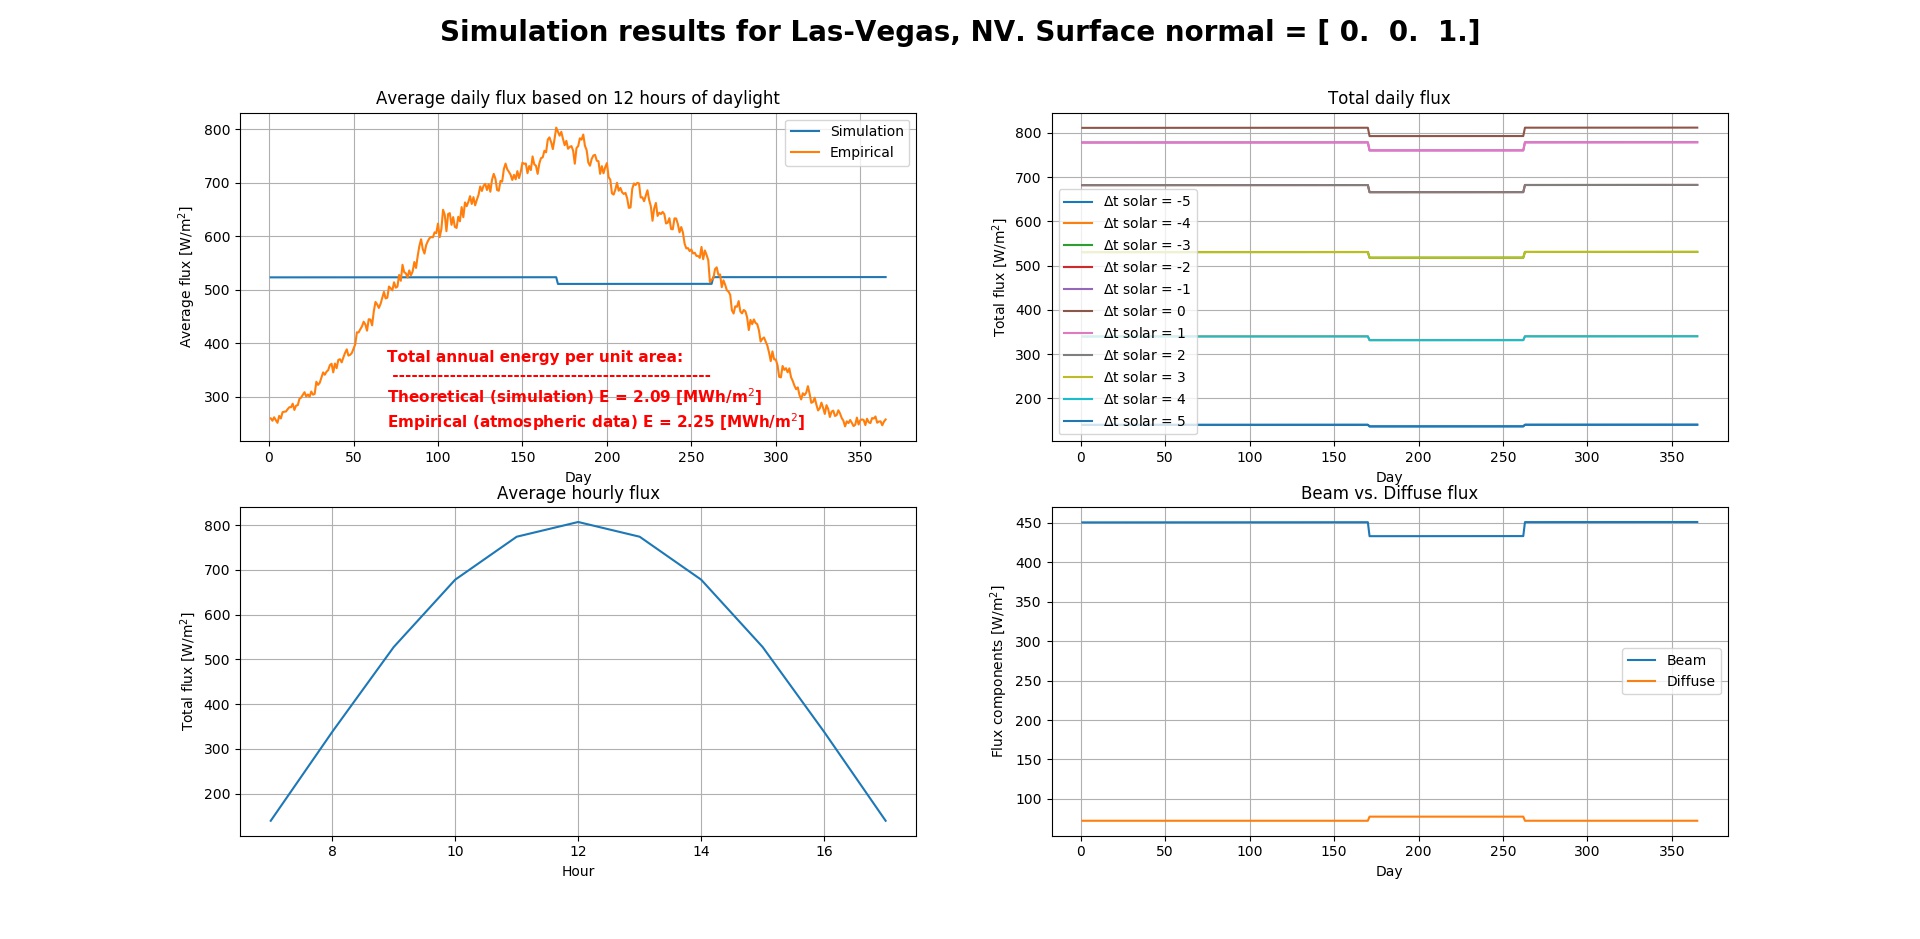 Simulation results for Las-Vegas, NV. Surface normal = [ 0.  0.  1.]
Average daily flux based on 12 hours of daylight
Average flux [W/m²]
800
700
600
500
400
300
Simulation
Empirical
Total annual energy per unit area:
------------------------------------------------
Theoretical (simulation) E = 2.09 [MWh/m²]
Empirical (atmospheric data) E = 2.25 [MWh/m²]
0 50 100 150 200 250 300 350
Day
Total daily flux
Total flux [W/m²]
800
700
600
500
400
300
200
Δt solar = -5
Δt solar = -4
Δt solar = -3
Δt solar = -2
Δt solar = -1
Δt solar = 0
Δt solar = 1
Δt solar = 2
Δt solar = 3
Δt solar = 4
Δt solar = 5
0 50 100 150 200 250 300 350
Day
Average hourly flux
Total flux [W/m²]
800
700
600
500
400
300
200
8 10 12 14 16
Hour
Beam vs. Diffuse flux
Flux components [W/m²]
450
400
350
300
250
200
150
100
Beam
Diffuse
0 50 100 150 200 250 300 350
Day